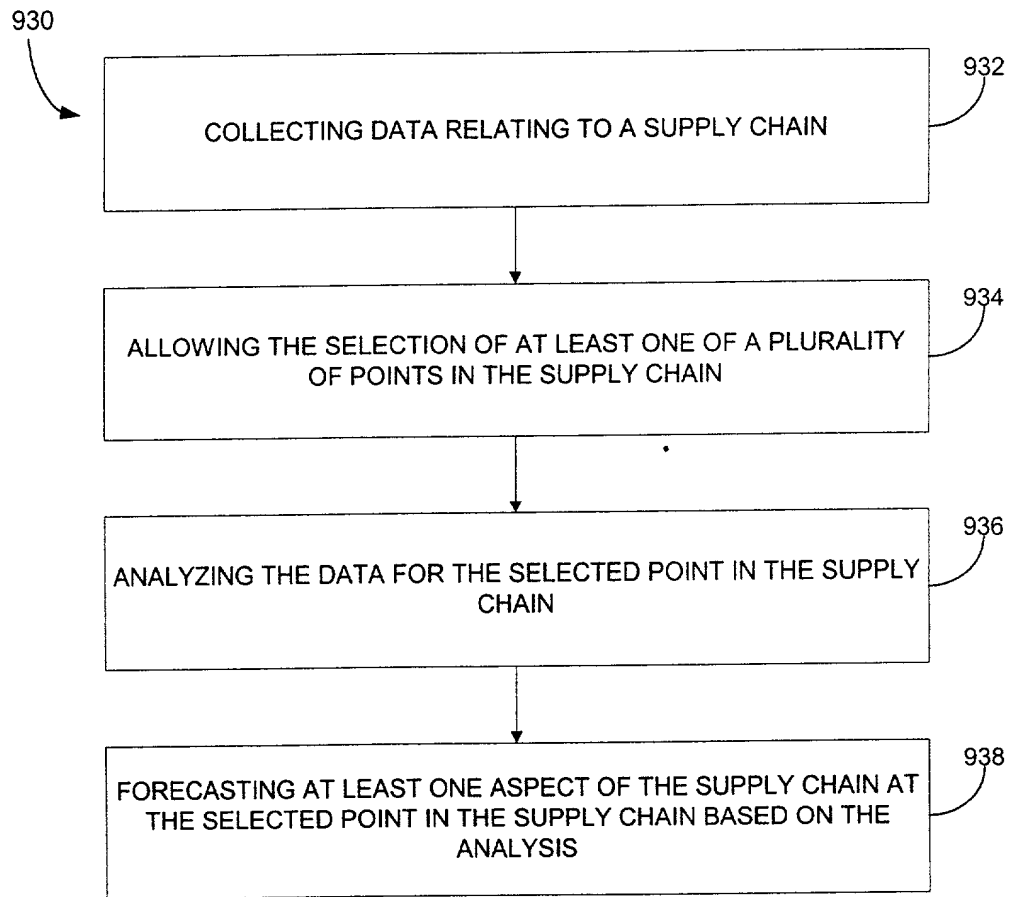 930
932
COLLECTING DATA RELATING TO A SUPPLY CHAIN
934
ALLOWING THE SELECTION OF AT LEAST ONE OF A PLURALITY
OF POINTS IN THE SUPPLY CHAIN
936
ANALYZING THE DATA FOR THE SELECTED POINT IN THE SUPPLY
CHAIN
938
FORECASTING AT LEAST ONE ASPECT OF THE SUPPLY CHAIN AT
THE SELECTED POINT IN THE SUPPLY CHAIN BASED ON THE
ANALYSIS